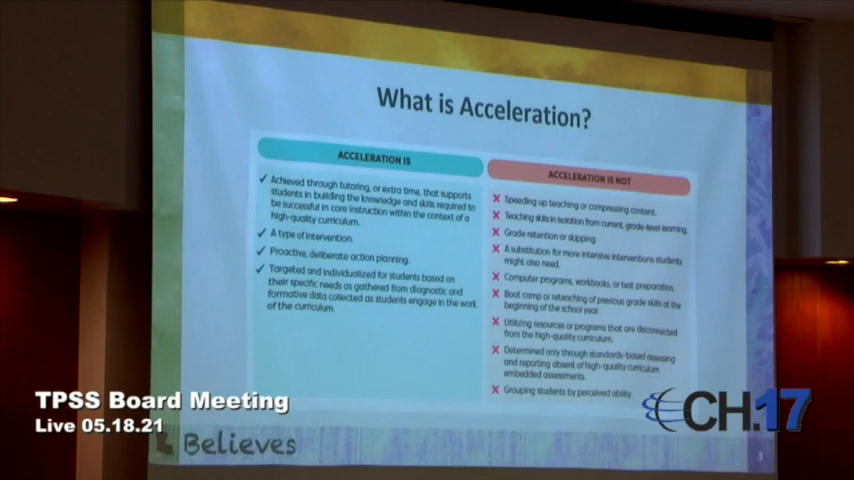 What is Acceleration?
ACCELERATION IS
✓ Achieved through tutoring, or extra time, that supports
students in building the knowledge and skills required to
be successful in core instruction within the context of a
high-quality curriculum.
✓ A type of intervention.
✓ Proactive, deliberate action planning.
✓ Targeted and individualized for students based on
their specific needs as gathered from diagnostic and
formative data collected as students engage in the work
of the curriculum.
ACCELERATION IS NOT
X Speeding up teaching or compressing content.
X Teaching skills in isolation from current, grade-level learning.
X Grade retention or skipping.
X A substitution for more intensive interventions students
might also need.
X Computer programs, workbooks, or test preparation.
X Boot camp or reteaching of previous grade skills at the
beginning of the school year.
X Utilizing resources or programs that are disconnected
from the high-quality curriculum.
X Determined only through standards-based assessing
and reporting absent of high-quality curriculum
embedded assessments.
X Grouping students by perceived ability.
TPSS Board Meeting
Live 05.18.21
CH.17
Believes
3